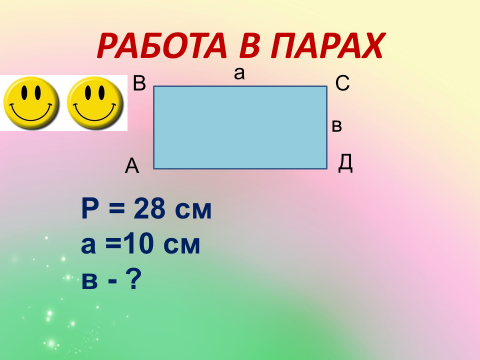 РАБОТА В ПАРАХ
а
В С
в
А Д
Р = 28 см
а =10 см
в - ?